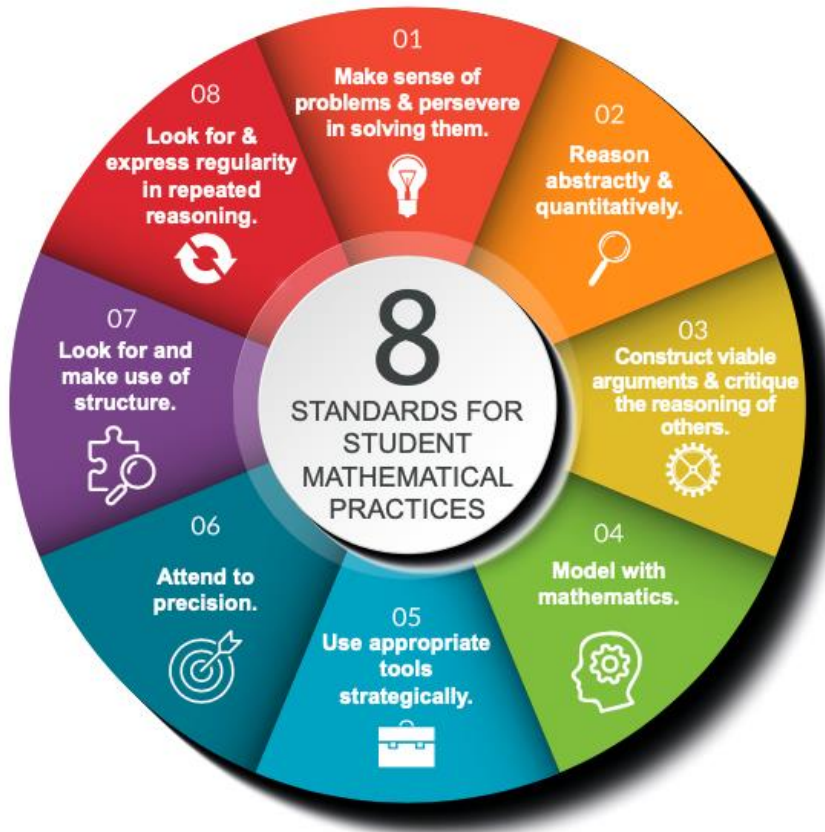 01
Make sense of
problems & persevere
in solving them.
02
Reason
abstractly &
quantitatively.
03
Construct viable
arguments & critique
the reasoning of
others.
04
Model with
mathematics.
05
Use appropriate
tools
strategically.
06
Attend to
precision.
07
Look for and
make use of
structure.
08
Look for &
express regularity
in repeated
reasoning.
8
STANDARDS FOR
STUDENT
MATHEMATICAL
PRACTICES